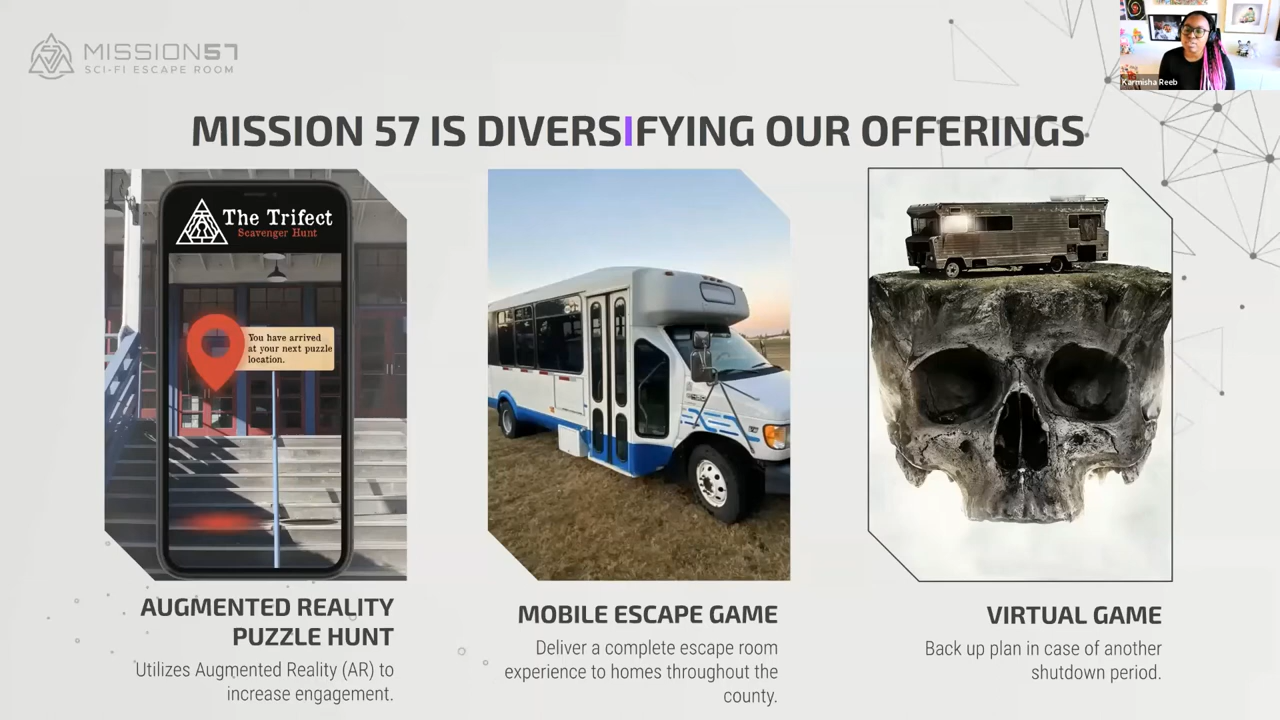 MISSION57
SCI-FI ESCAPE ROOM
Karmisha Reeb
MISSION 57 IS DIVERSIFYING OUR OFFERINGS
The Trifect
Scavenger Hunt
You have arrived
at your next puzzle
location.
AUGMENTED REALITY
PUZZLE HUNT
Utilizes Augmented Reality (AR) to
increase engagement.
MOBILE ESCAPE GAME
Deliver a complete escape room
experience to homes throughout the
county.
VIRTUAL GAME
Back up plan in case of another
shutdown period.